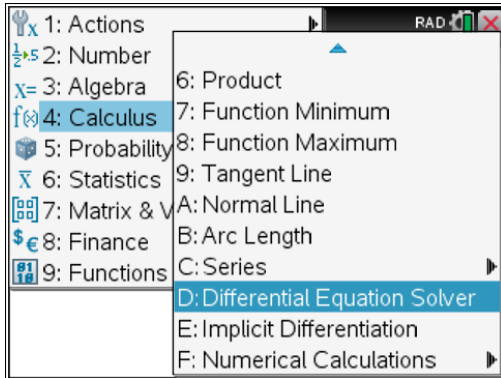 1: Actions
2: Number
3: Algebra
4: Calculus
5: Probability
6: Statistics
7: Matrix & V
8: Finance
9: Functions
RAD
6: Product
7: Function Minimum
8: Function Maximum
9: Tangent Line
A: Normal Line
B: Arc Length
C: Series
D: Differential Equation Solver
E: Implicit Differentiation
F: Numerical Calculations